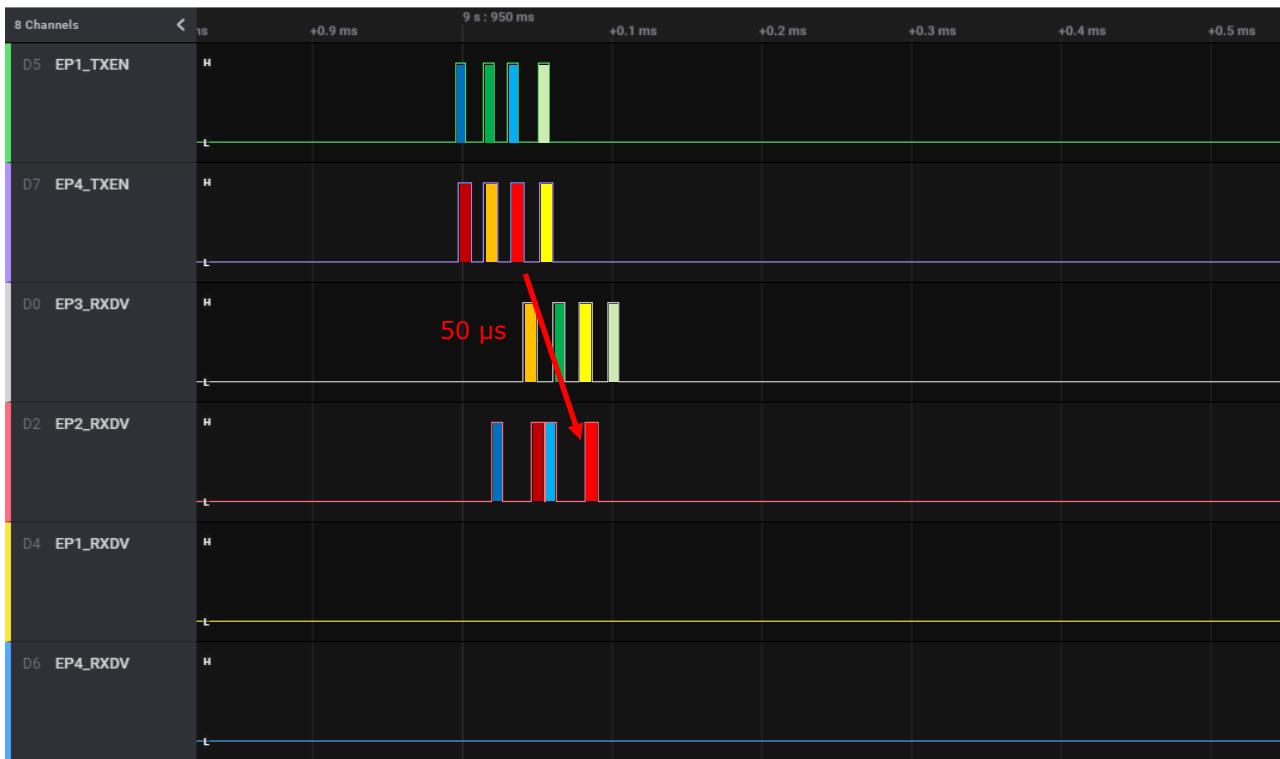 8 Channels
9 s : 950 ms
ms +0.9 ms +0.1 ms +0.2 ms +0.3 ms +0.4 ms +0.5 ms
D5 EP1_TXEN H
L
D7 EP4_TXEN H
L
D0 EP3_RXDV H
50 µs
L
D2 EP2_RXDV H
L
D4 EP1_RXDV H
L
D6 EP4_RXDV H
L